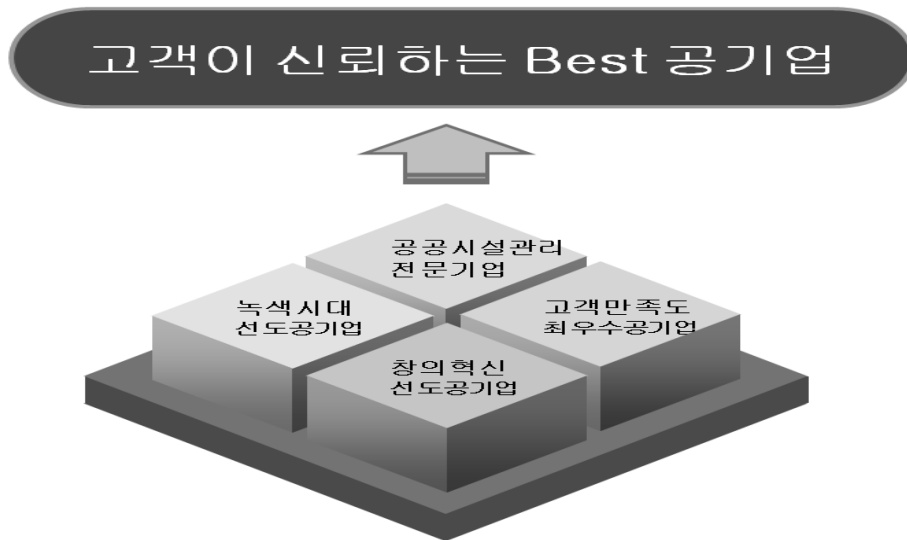 고객이 신뢰하는 Best 공기업
공공시설관리
전문기업
녹색시대
선도공기업
고객만족도
최우수공기업
창의혁신
선도공기업